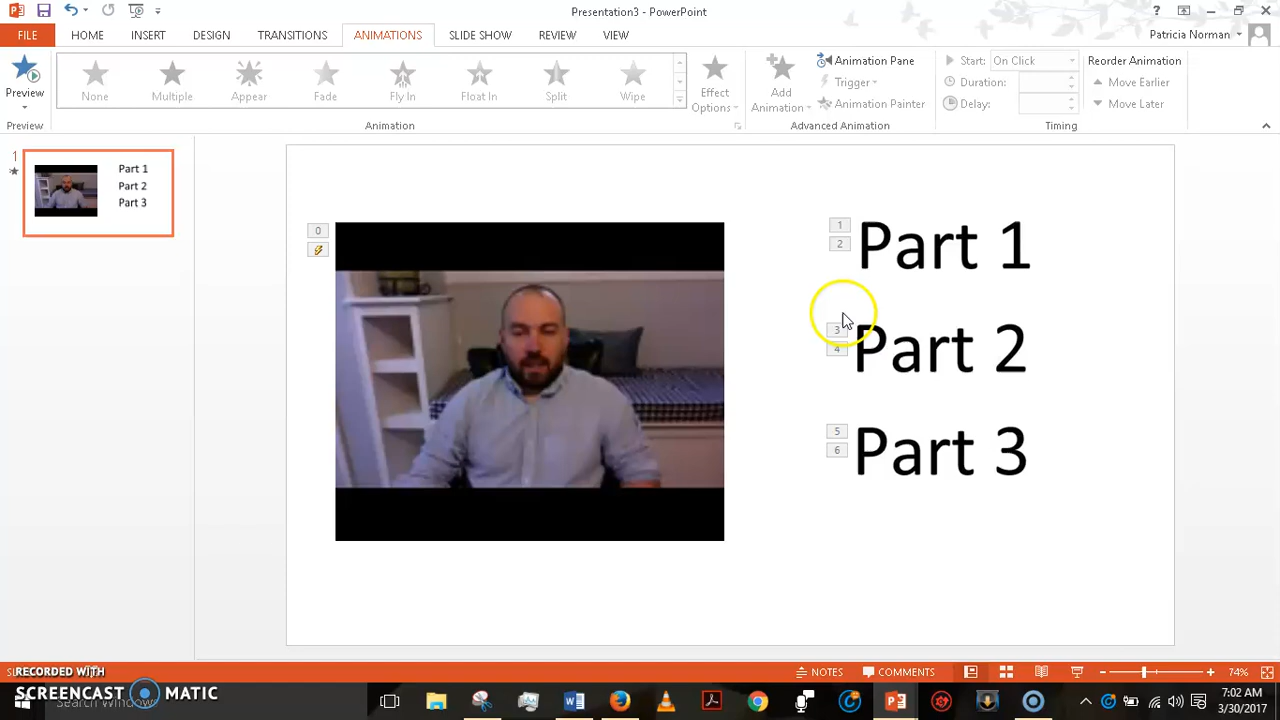 Presentation3 - PowerPoint
FILE HOME INSERT DESIGN TRANSITIONS ANIMATIONS SLIDE SHOW REVIEW VIEW Patricia Norman
Preview None Multiple Appear Fade Fly In Float In Split Wipe Effect Options Add Animation
Animation Pane Start: On Click Reorder Animation
Trigger Duration: Move Earlier
Animation Painter Delay: Move Later
Preview Animation Advanced Animation Timing
1
Part 1
Part 2
Part 3
0
1
2
Part 1
3
4
Part 2
5
6
Part 3
NOTES COMMENTS 74%
RECORDED WITH
SCREENCAST MATIC
Search Windows
7:02 AM
3/30/2017